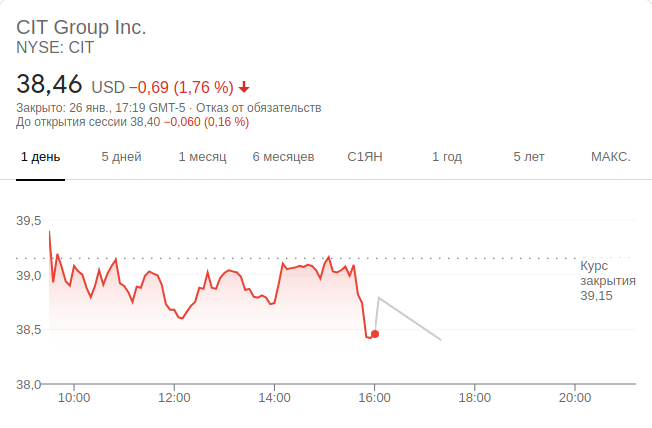 CIT Group Inc.
NYSE: CIT
38,46 USD −0,69 (1,76 %)
Закрыто: 26 янв., 17:19 GMT-5 · Отказ от обязательств
До открытия сессии 38,40 −0,060 (0,16 %)
1 день 5 дней 1 месяц 6 месяцев С1ЯН 1 год 5 лет МАКС.
39,5
39,0
38,5
38,0
Курс
закрытия
39,15
10:00 12:00 14:00 16:00 18:00 20:00